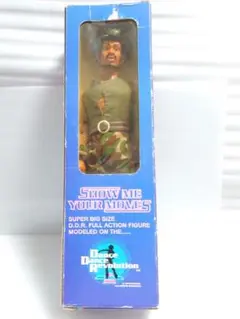 SHOW ME
YOUR MOVES
SUPER BIG SIZE
D.D.R. FULL ACTION FIGURE
MODELED ON THE.....
Dance
Dance
Revolution